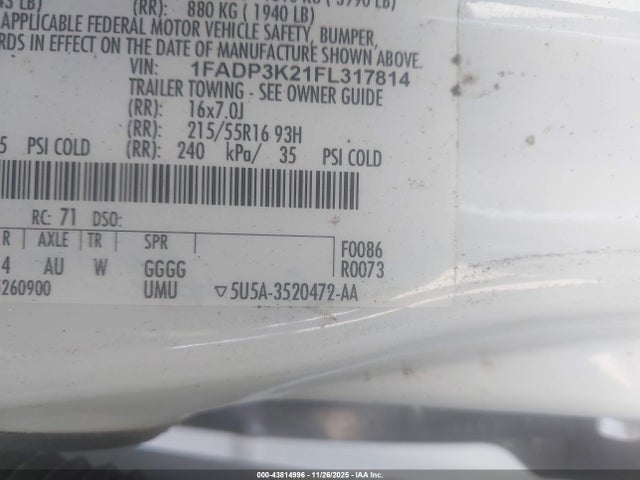 (RR): 880 KG ( 1940 LB)
APPLICABLE FEDERAL MOTOR VEHICLE SAFETY, BUMPER,
RDS IN EFFECT ON THE DATE OF MANUFACTURE SHOWN ABOVE.
VIN: 1FADP3K21FL317814
TRAILER TOWING - SEE OWNER GUIDE
(RR): 16x7.0J
(RR): 215/55R16 93H
5 PSI COLD (RR): 240 kPa/ 35 PSI COLD
RC: 71 DSO:
R AXLE TR SPR F0086
4 AU W GGGG R0073
260900 UMU ▽5U5A-3520472-AA
000-43814996 - 11/26/2025 - IAA Inc.